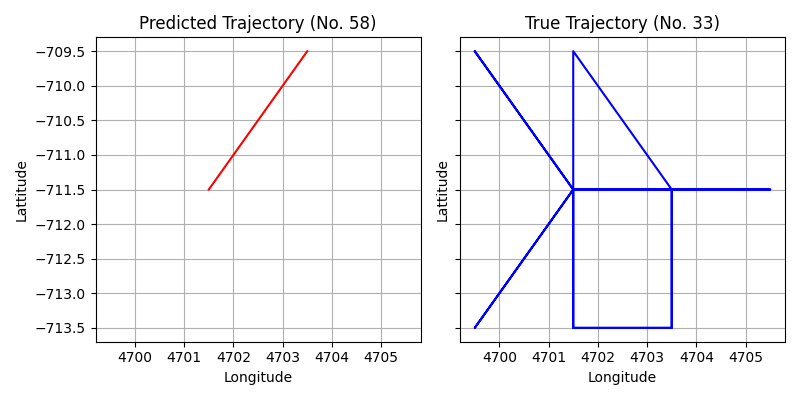 Predicted Trajectory (No. 58)
True Trajectory (No. 33)
−709.5
−710.0
−710.5
−711.0
−711.5
−712.0
−712.5
−713.0
−713.5
Lattitude
Lattitude
4700 4701 4702 4703 4704 4705
4700 4701 4702 4703 4704 4705
Longitude
Longitude